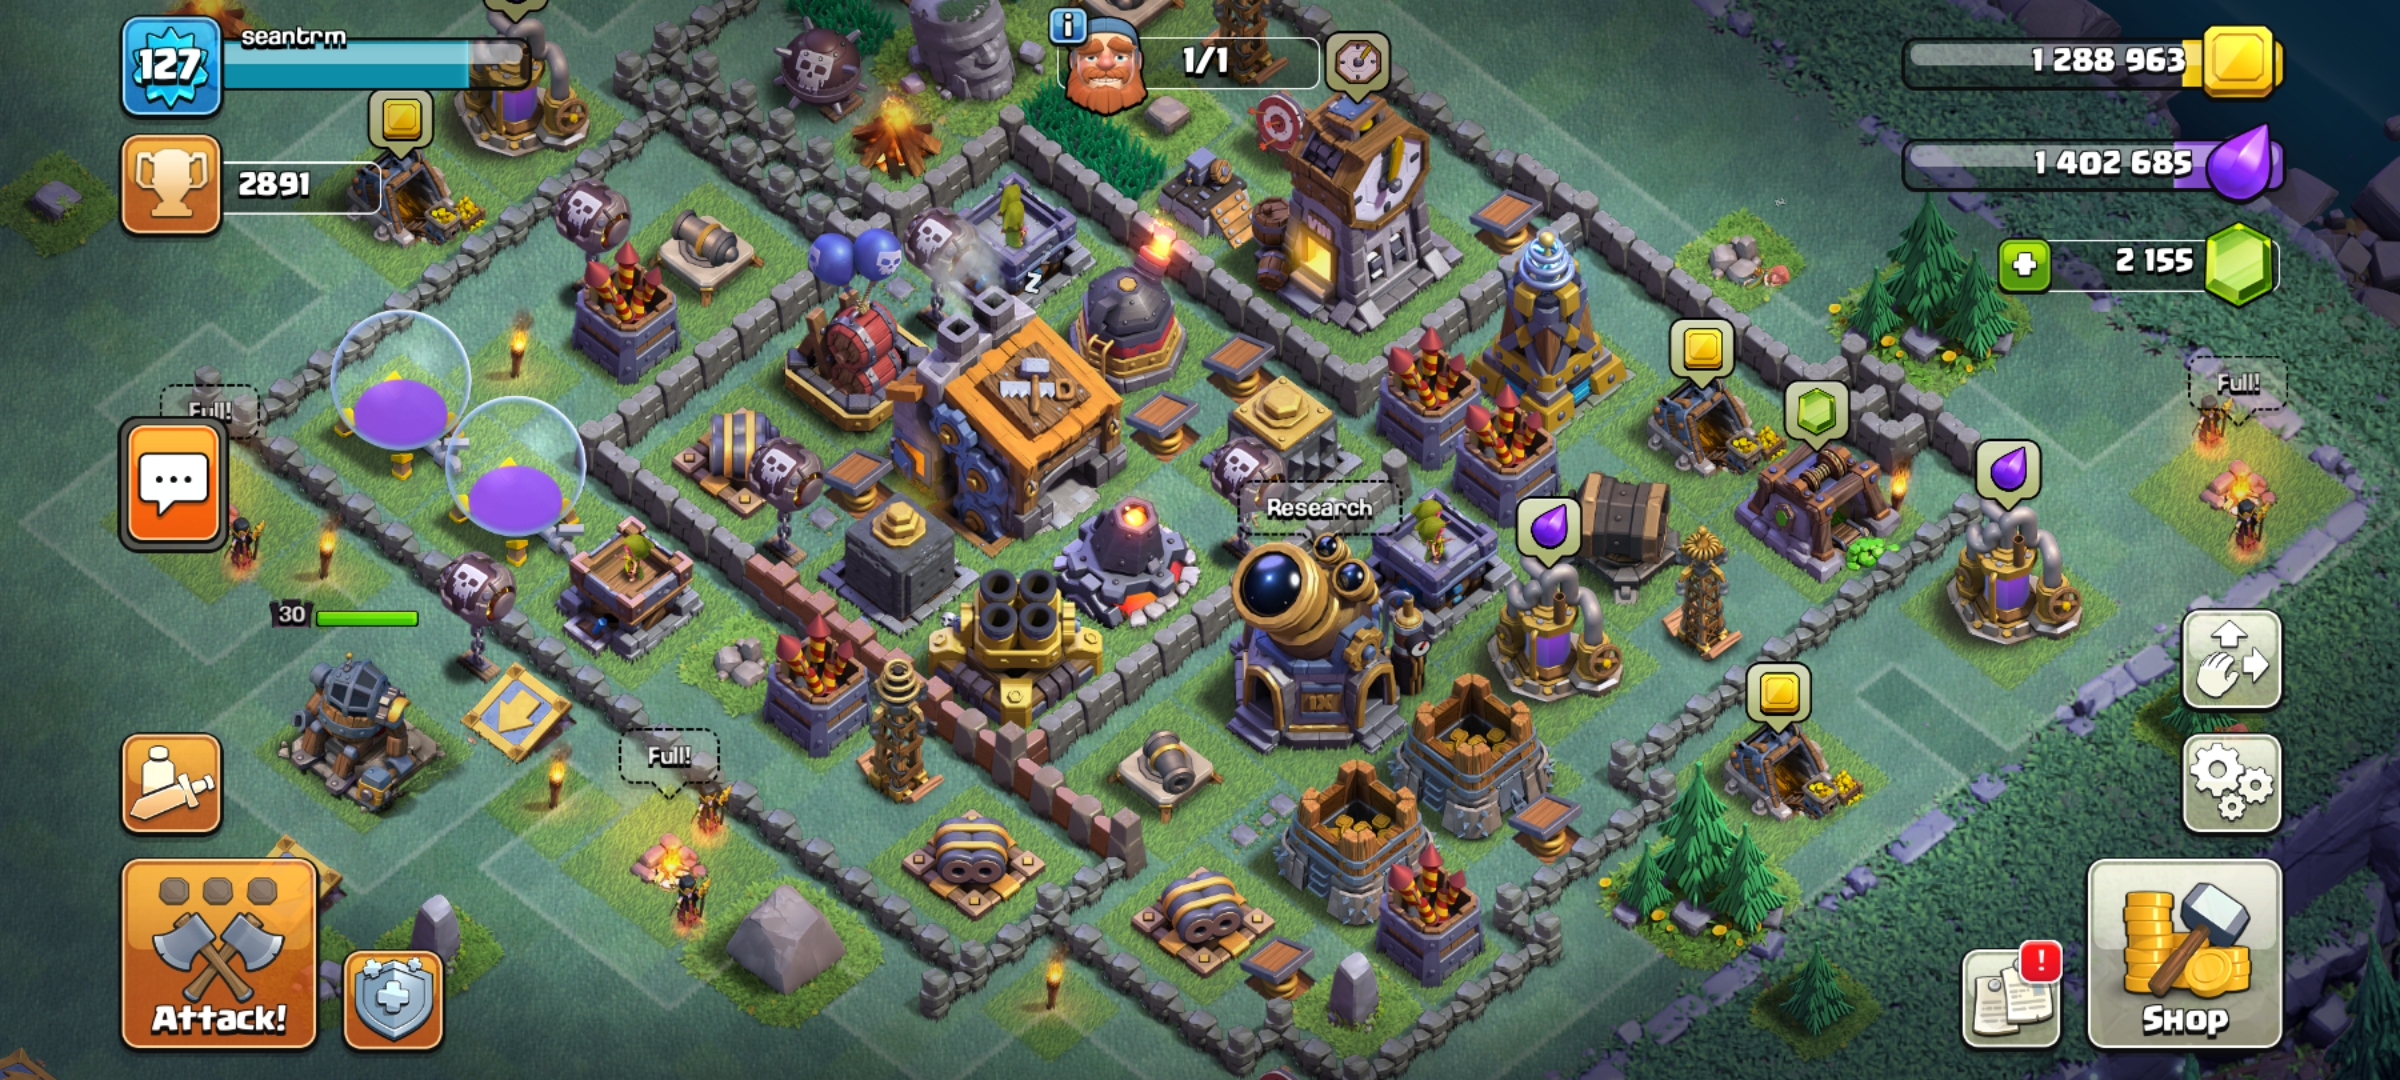 seantrm
127
1/1
1 288 963
2891
1 402 685
2 155
z
Full!
Full!
Research
30
Full!
IX
Attack!
!
Shop